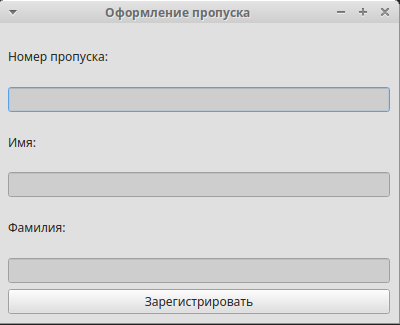 Оформление пропуска
Номер пропуска:
Имя:
Фамилия:
Зарегистрировать